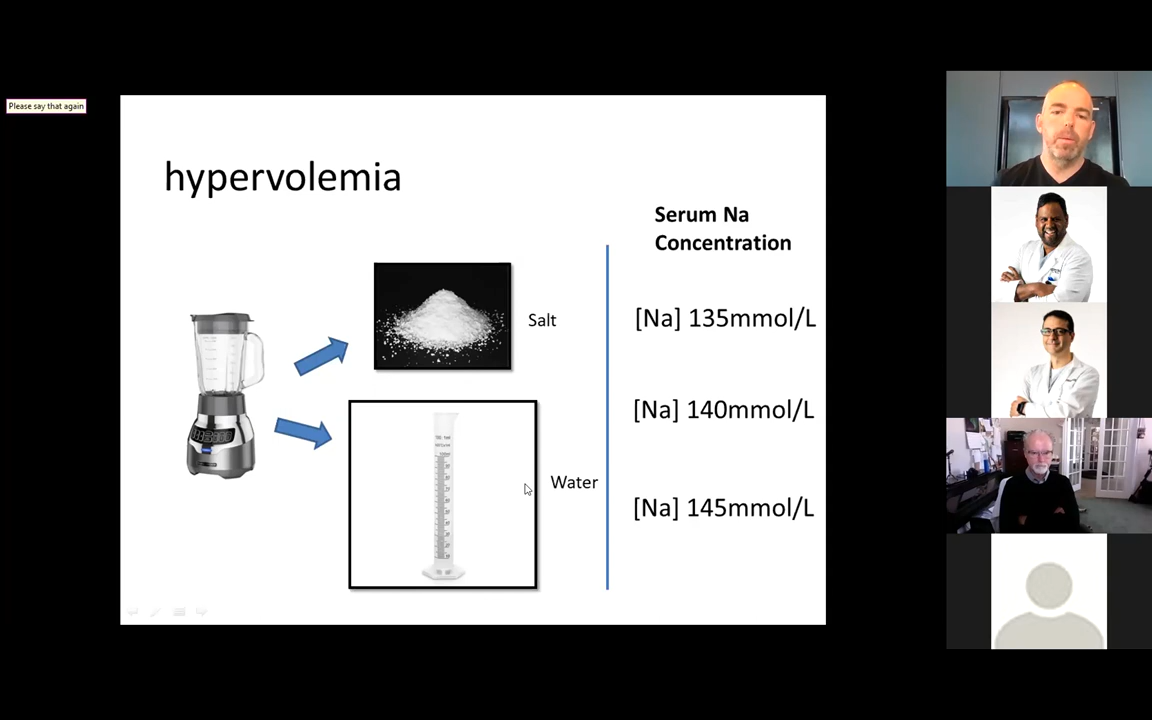 Please say that again
hypervolemia
Serum Na
Concentration
Salt
[Na] 135mmol/L
[Na] 140mmol/L
Water
[Na] 145mmol/L